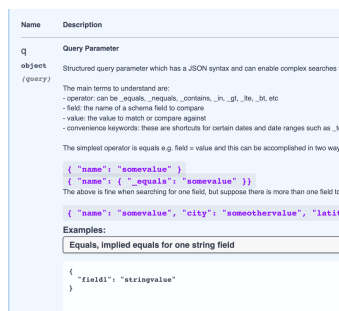 Name Description
q
object
(query)
Query Parameter
Structured query parameter which has a JSON syntax and can enable complex searches
The main terms to understand are:
- operator: can be _equals, _nequals, _contains, _in, _gt, _lte, _bt, etc
- field: the name of a schema field to compare
- value: the value to match or compare against
- convenience keywords: these are shortcuts for certain dates and date ranges such as
The simplest operator is equals e.g. field = value and this can be accomplished in two
{ "name": "somevalue" }
{ "name": { "_equals": "somevalue" }}
The above is fine when searching for one field, but suppose there is more than one field
{ "name": "somevalue", "city": "someothervalue",
Examples:
Equals, implied equals for one string field
{
"field1": "stringvalue"
}